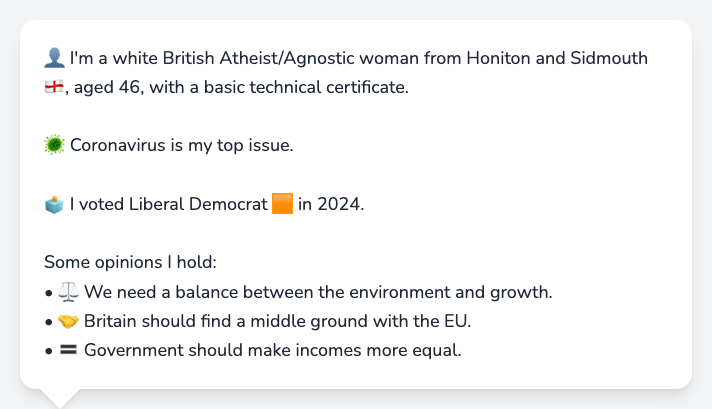 👤 I'm a white British Atheist/Agnostic woman from Honiton and Sidmouth
🏴󠁧󠁢󠁥󠁮󠁧󠁿, aged 46, with a basic technical certificate.
🦠 Coronavirus is my top issue.
🗳️ I voted Liberal Democrat 🟧 in 2024.
Some opinions I hold:
• ⚖️ We need a balance between the environment and growth.
• 🤝 Britain should find a middle ground with the EU.
• 🟰 Government should make incomes more equal.